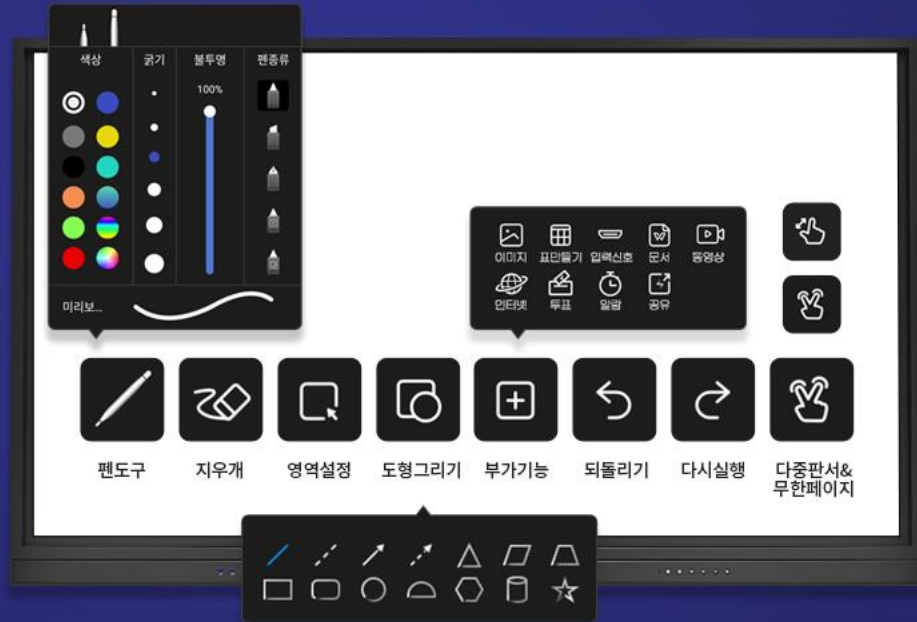 색상 굵기 불투명 펜종류
100%
미리보...
이미지 표만들기 입력신호 문서 동영상
인터넷 투표 알람 공유
펜도구 지우개 영역설정 도형그리기 부가기능 되돌리기 다시실행 다중판서&
무한페이지